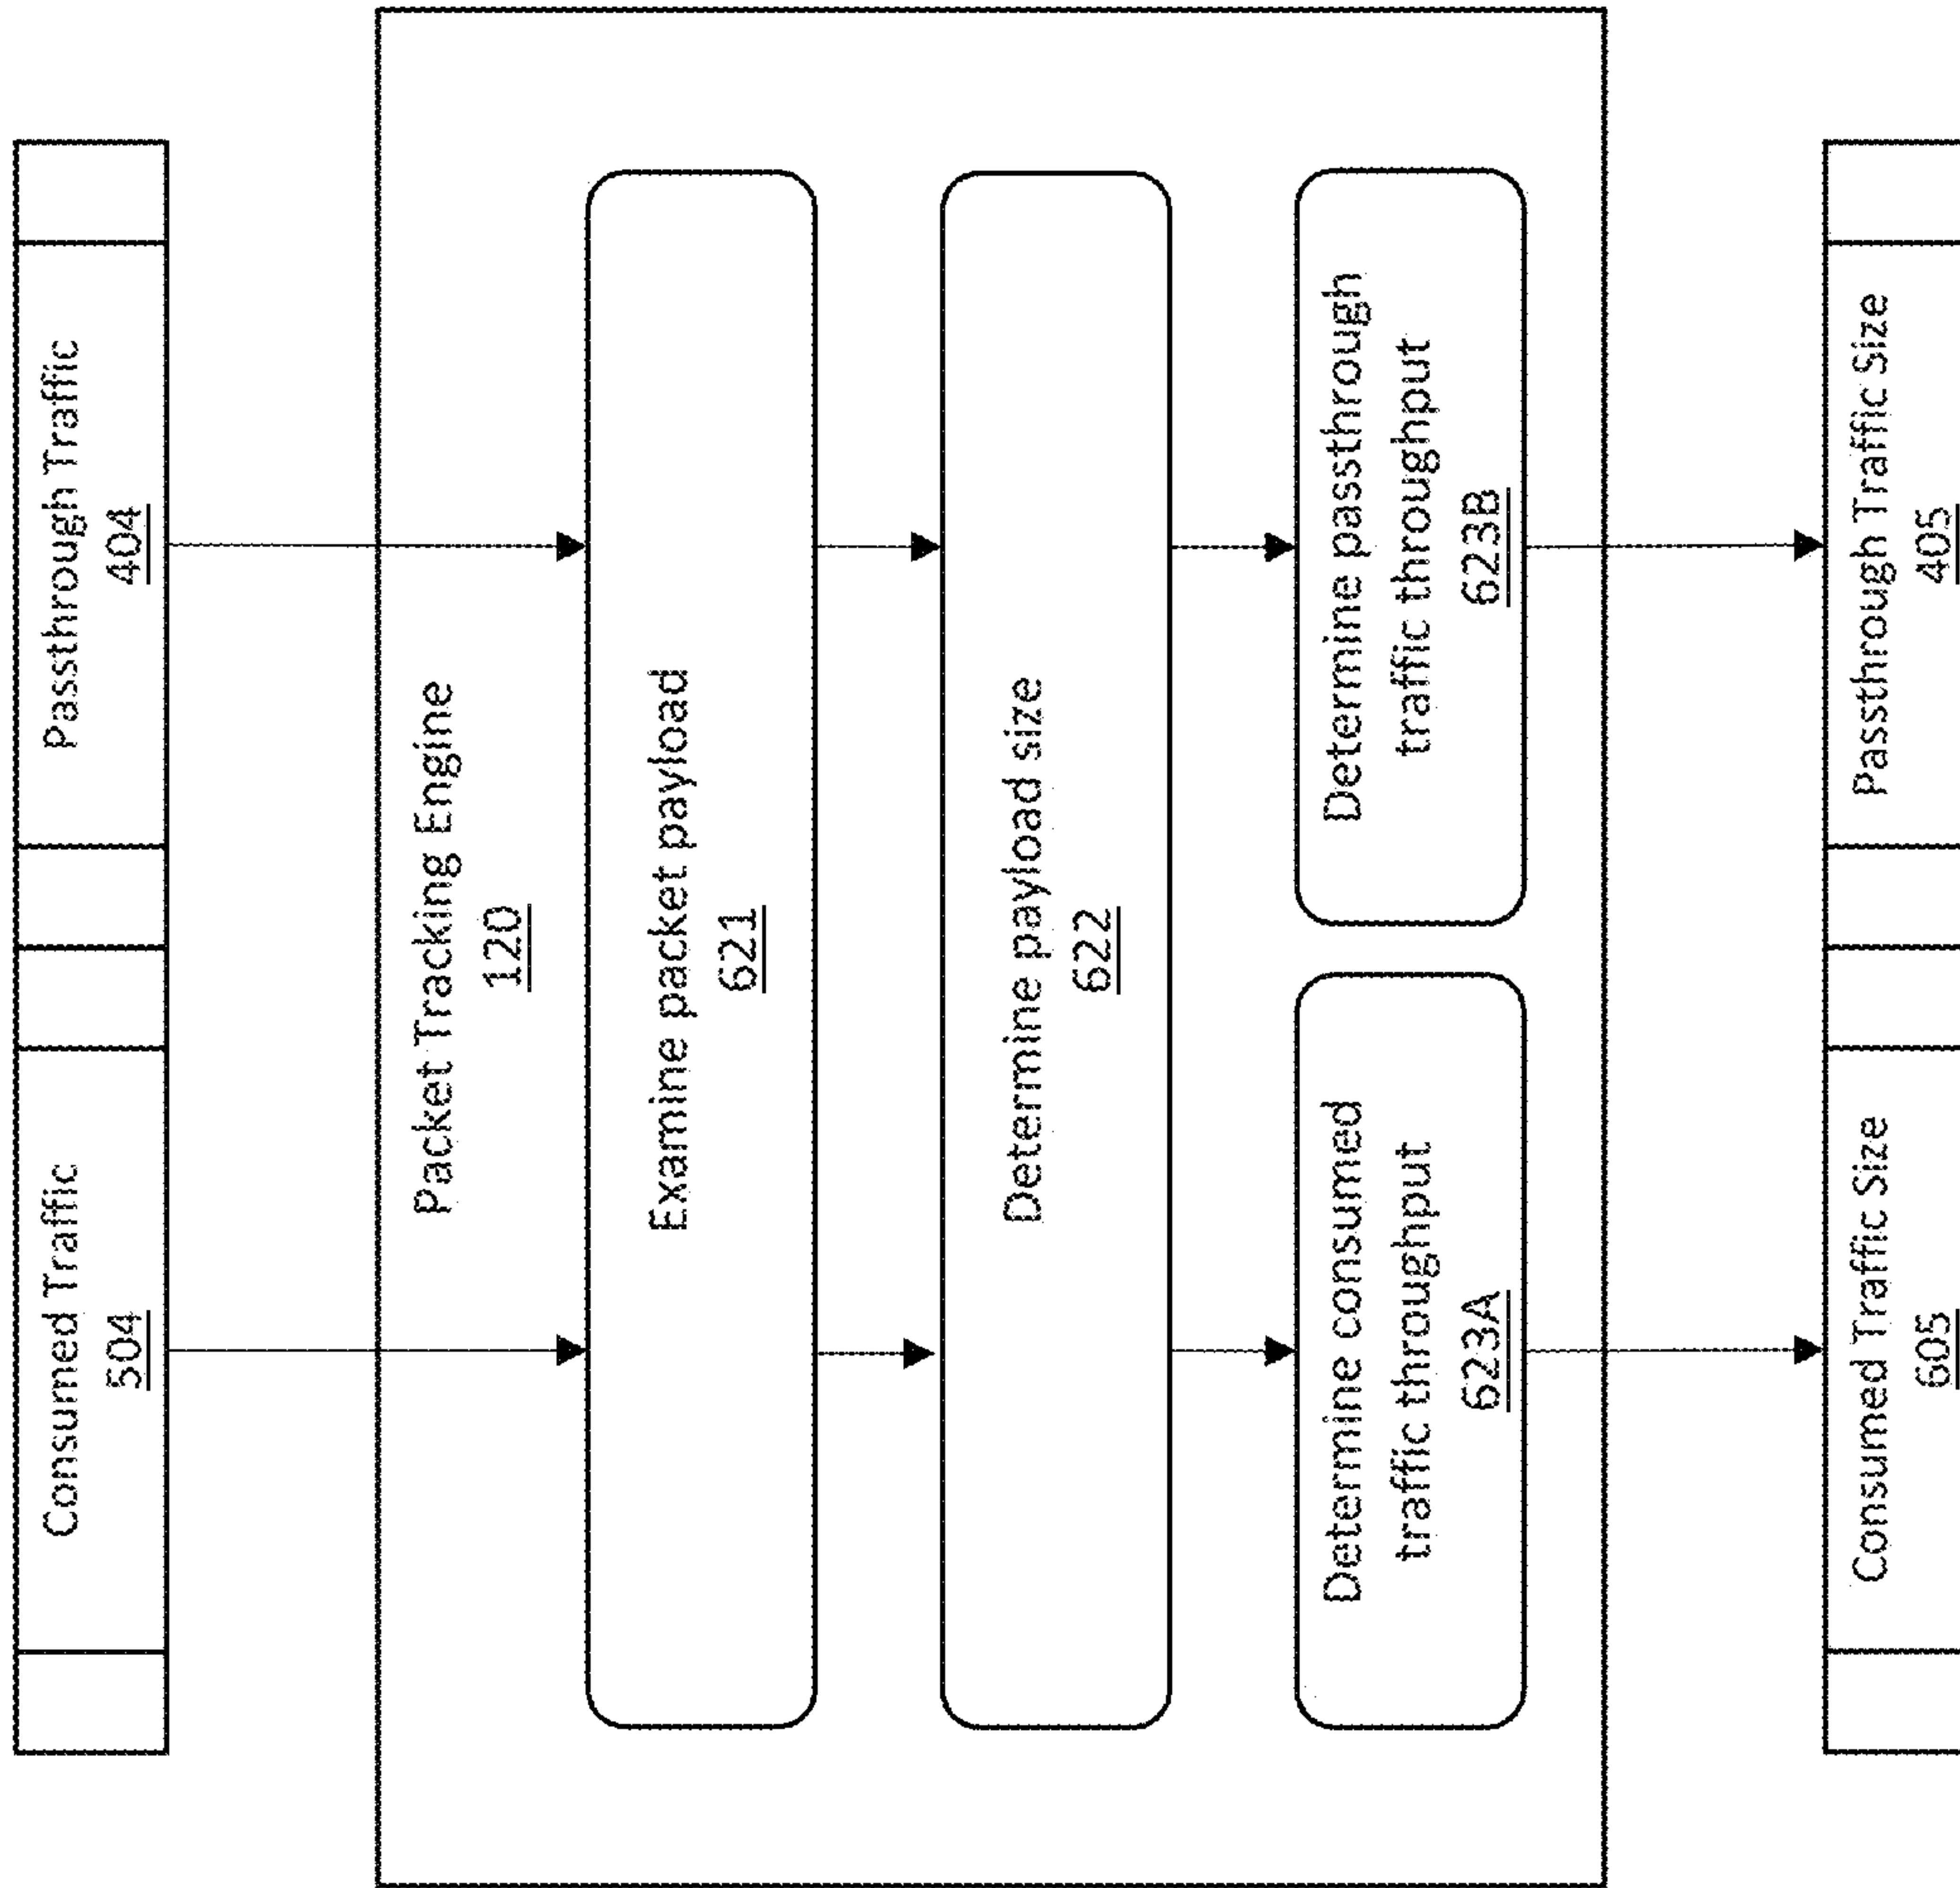 Consumed Traffic
504
Passthrough Traffic
404
Packet Tracking Engine
120
Examine packet payload
621
Determine payload size
622
Determine consumed
traffic throughput
623A
Determine passthrough
traffic throughput
623B
Consumed Traffic Size
605
Passthrough Traffic Size
405